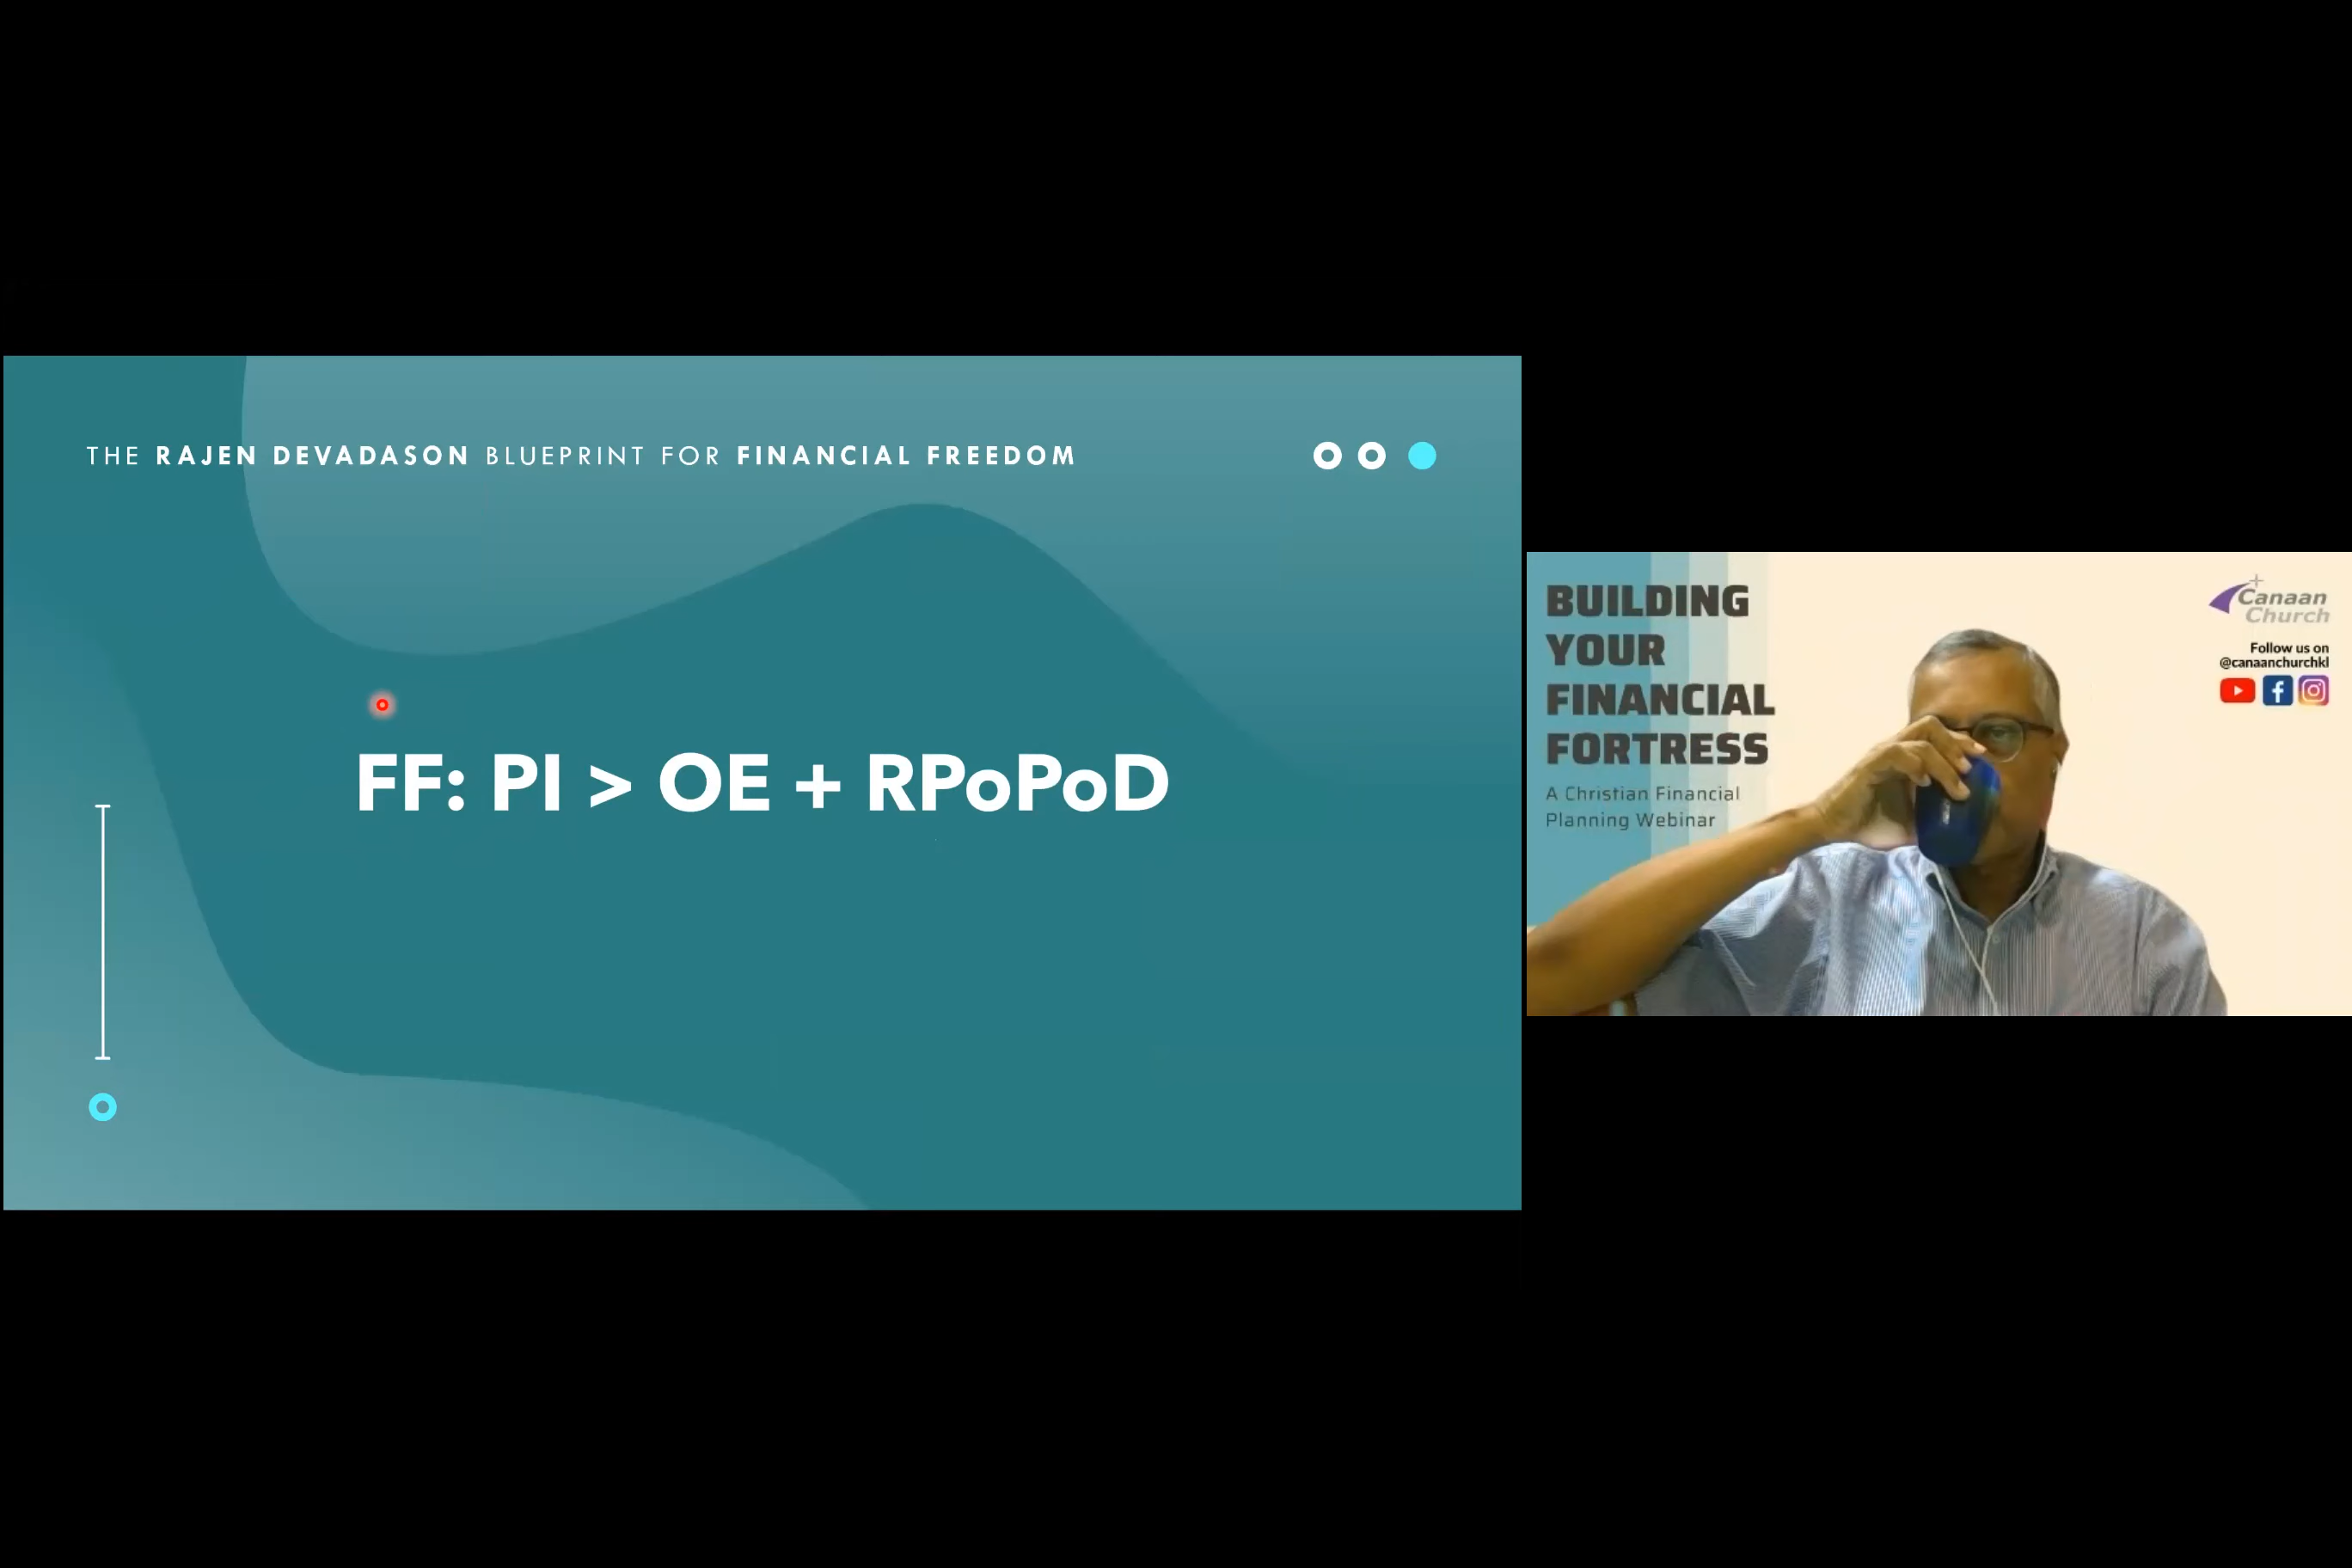 THE RAJEN DEVADASON BLUEPRINT FOR FINANCIAL FREEDOM
FF: PI > OE + RPoPoD
BUILDING
YOUR
FINANCIAL
FORTRESS
A Christian Financial
Planning Webinar
Canaan
Church
Follow us on
@canaanchurchkl